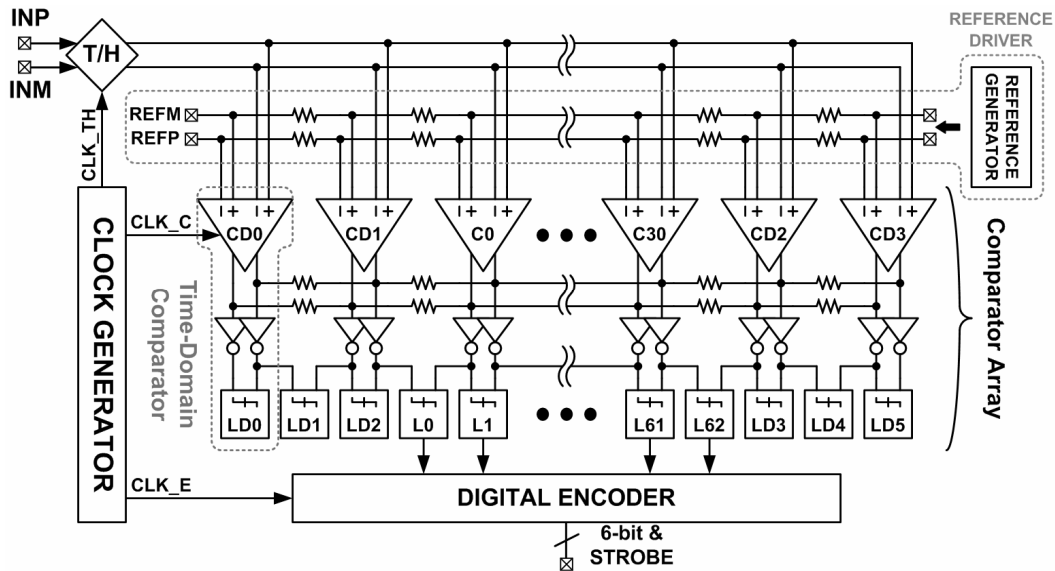 INP
INM
T/H
REFERENCE
DRIVER
REFM
REFP
REFERENCE
GENERATOR
CLK_TH
CLOCK GENERATOR
CLK_C
CD0
CD1
C0
C30
CD2
CD3
Time-Domain
Comparator
Comparator Array
LD0
LD1
LD2
L0
L1
L61
L62
LD3
LD4
LD5
CLK_E
DIGITAL ENCODER
6-bit &
STROBE